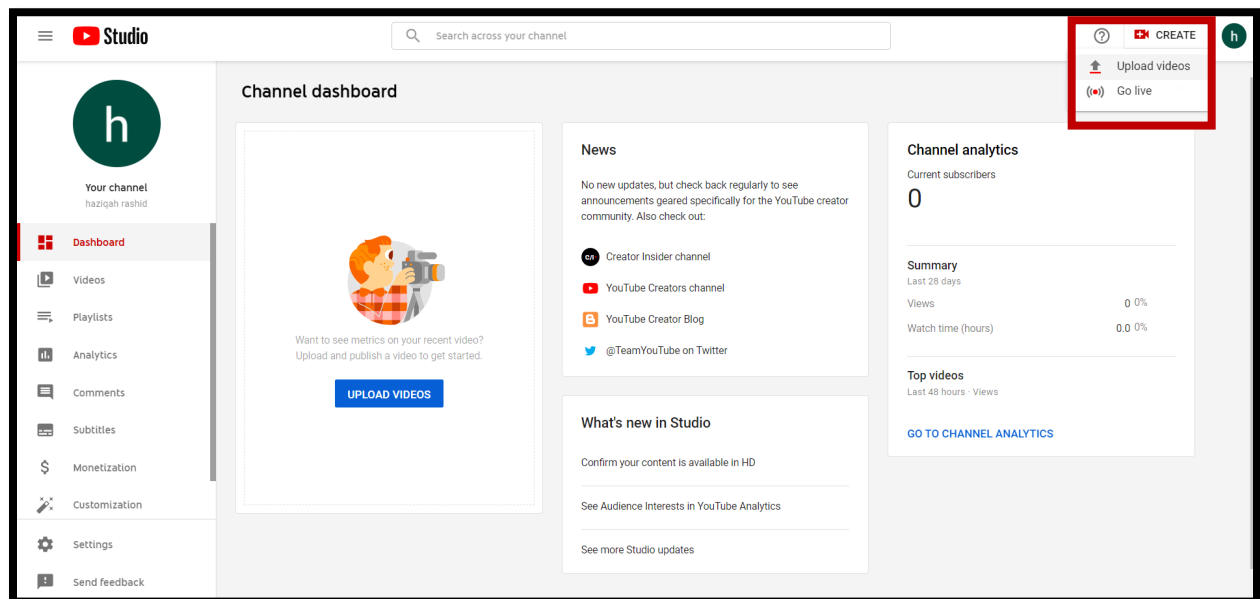 Studio
Search across your channel
CREATE
h
Upload videos
Go live
h
Your channel
haziqah rashid
Dashboard
Videos
Playlists
Analytics
Comments
Subtitles
Monetization
Customization
Settings
Send feedback
Channel dashboard
Want to see metrics on your recent video?
Upload and publish a video to get started.
UPLOAD VIDEOS
News
No new updates, but check back regularly to see
announcements geared specifically for the YouTube creator
community. Also check out:
Creator Insider channel
YouTube Creators channel
YouTube Creator Blog
@TeamYouTube on Twitter
What's new in Studio
Confirm your content is available in HD
See Audience Interests in YouTube Analytics
See more Studio updates
Channel analytics
Current subscribers
0
Summary
Last 28 days
Views 0 0%
Watch time (hours) 0.0 0%
Top videos
Last 48 hours · Views
GO TO CHANNEL ANALYTICS